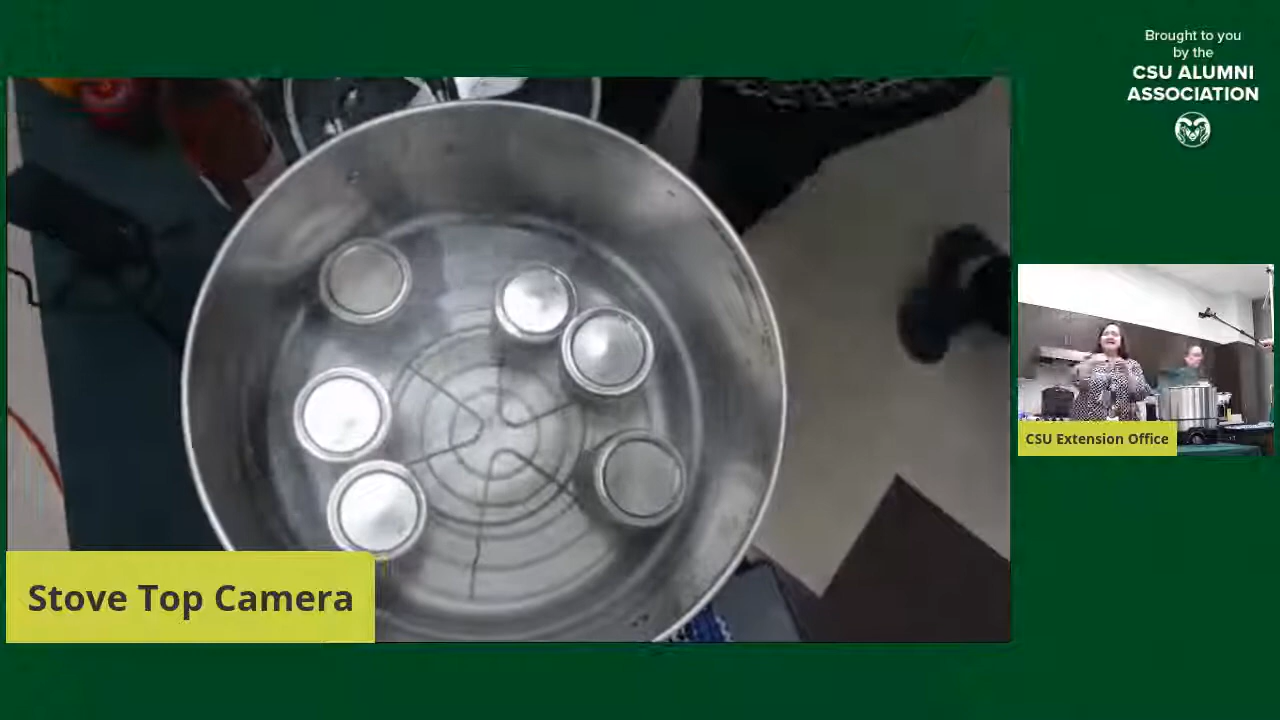 Brought to you
by the
CSU ALUMNI
ASSOCIATION
CSU Extension Office
Stove Top Camera